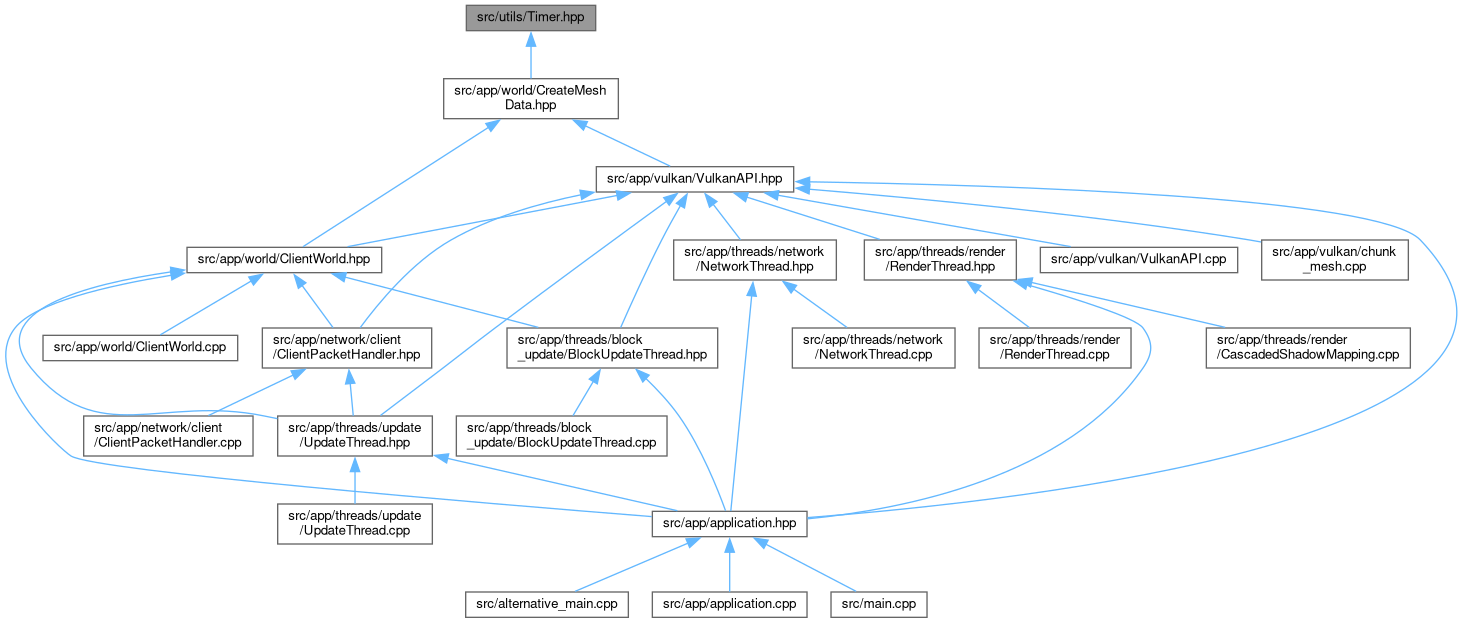 src/utils/Timer.hpp
src/app/world/CreateMesh
Data.hpp
src/app/vulkan/VulkanAPI.hpp
src/app/world/ClientWorld.hpp
src/app/threads/network
/NetworkThread.hpp
src/app/threads/render
/RenderThread.hpp
src/app/vulkan/VulkanAPI.cpp
src/app/vulkan/chunk
_mesh.cpp
src/app/world/ClientWorld.cpp
src/app/network/client
/ClientPacketHandler.hpp
src/app/threads/block
_update/BlockUpdateThread.hpp
src/app/threads/network
/NetworkThread.cpp
src/app/threads/render
/RenderThread.cpp
src/app/threads/render
/CascadedShadowMapping.cpp
src/app/network/client
/ClientPacketHandler.cpp
src/app/threads/update
/UpdateThread.hpp
src/app/threads/block
_update/BlockUpdateThread.cpp
src/app/threads/update
/UpdateThread.cpp
src/app/application.hpp
src/alternative_main.cpp
src/app/application.cpp
src/main.cpp